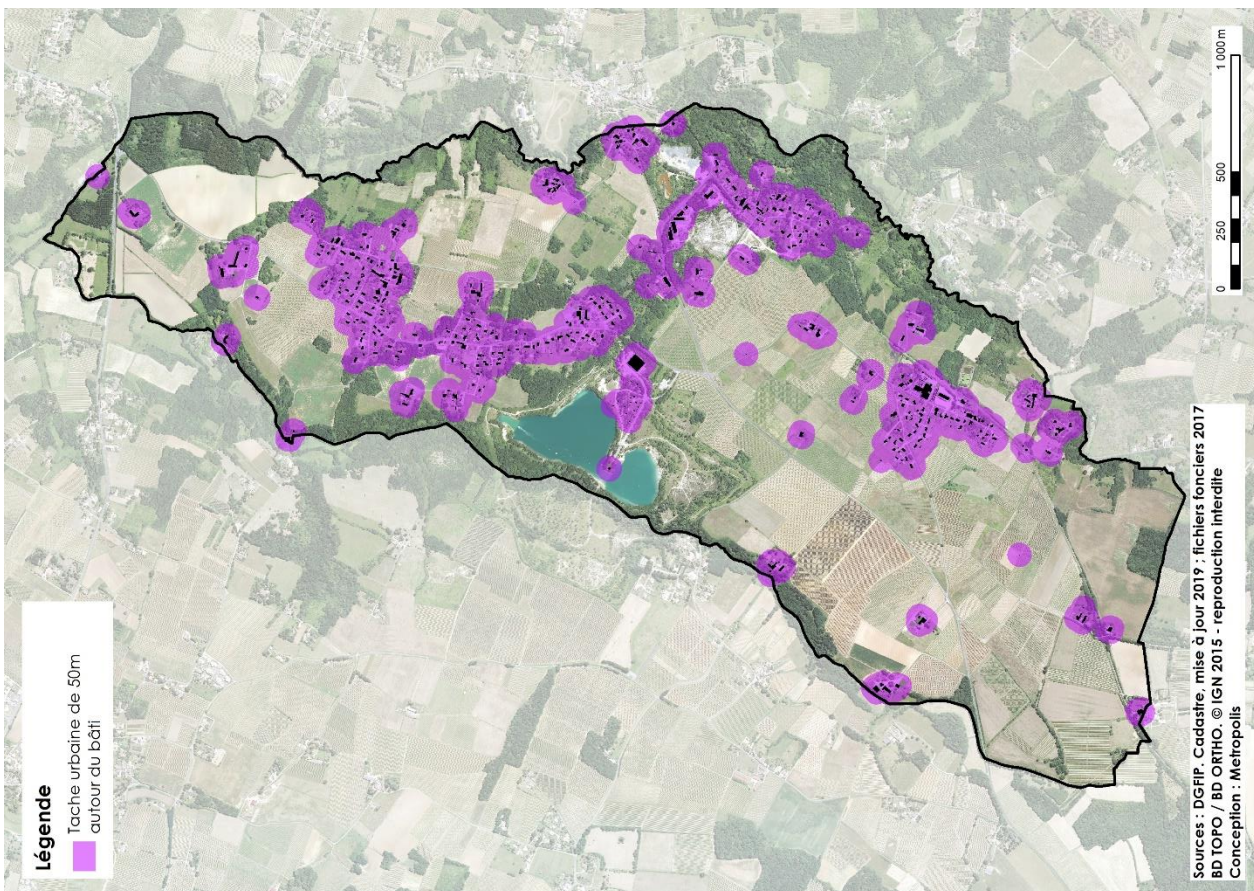 Légende
Tache urbaine de 50m
autour du bâti
0 250 500 1 000 m
Sources : DGFIP. Cadastre, mise à jour 2019 ; fichiers fonciers 2017
BD TOPO / BD ORTHO. © IGN 2015 - reproduction interdite
Conception : Metropolis